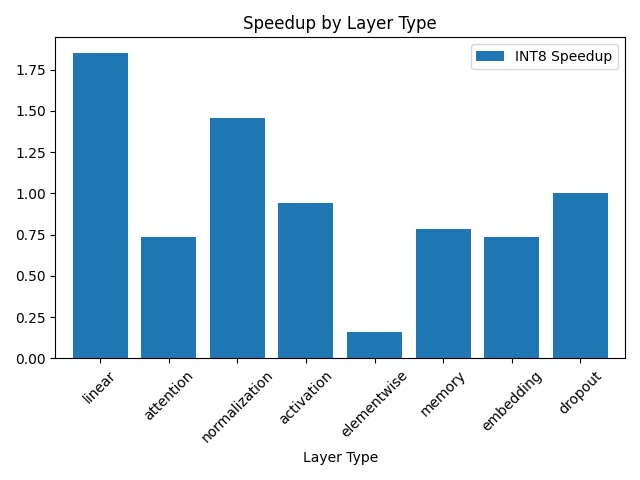 Speedup by Layer Type
INT8 Speedup
1.75
1.50
1.25
1.00
0.75
0.50
0.25
0.00
linear
attention
normalization
activation
elementwise
memory
embedding
dropout
Layer Type